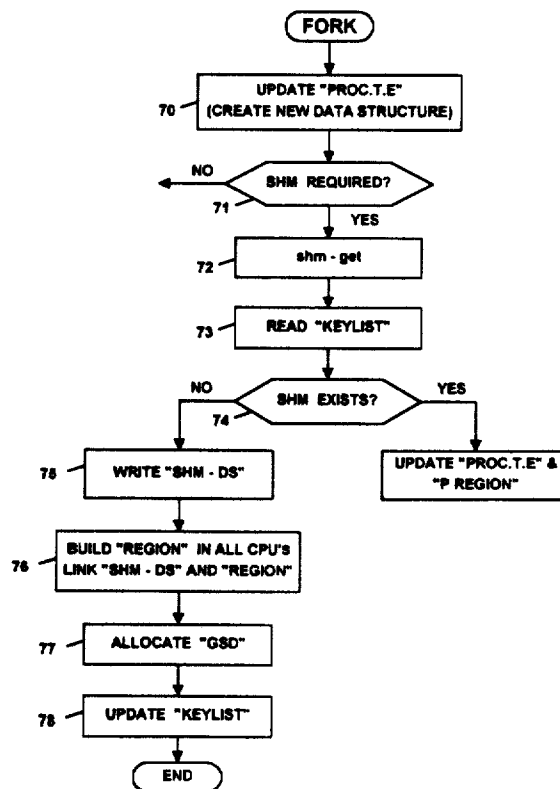 FORK
70
UPDATE "PROC.T.E"
(CREATE NEW DATA STRUCTURE)
NO
SHM REQUIRED?
71
YES
72
shm - get
73
READ "KEYLIST"
NO
SHM EXISTS?
YES
74
75
WRITE "SHM - DS"
UPDATE "PROC.T.E" &
"P REGION"
76
BUILD "REGION" IN ALL CPU's
LINK "SHM - DS" AND "REGION"
77
ALLOCATE "GSD"
78
UPDATE "KEYLIST"
END